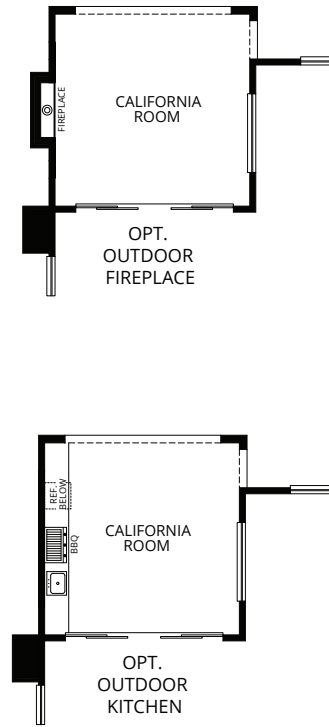 CALIFORNIA
ROOM
FIREPLACE
OPT.
OUTDOOR
FIREPLACE
REF.
BELOW
BBQ
CALIFORNIA
ROOM
OPT.
OUTDOOR
KITCHEN